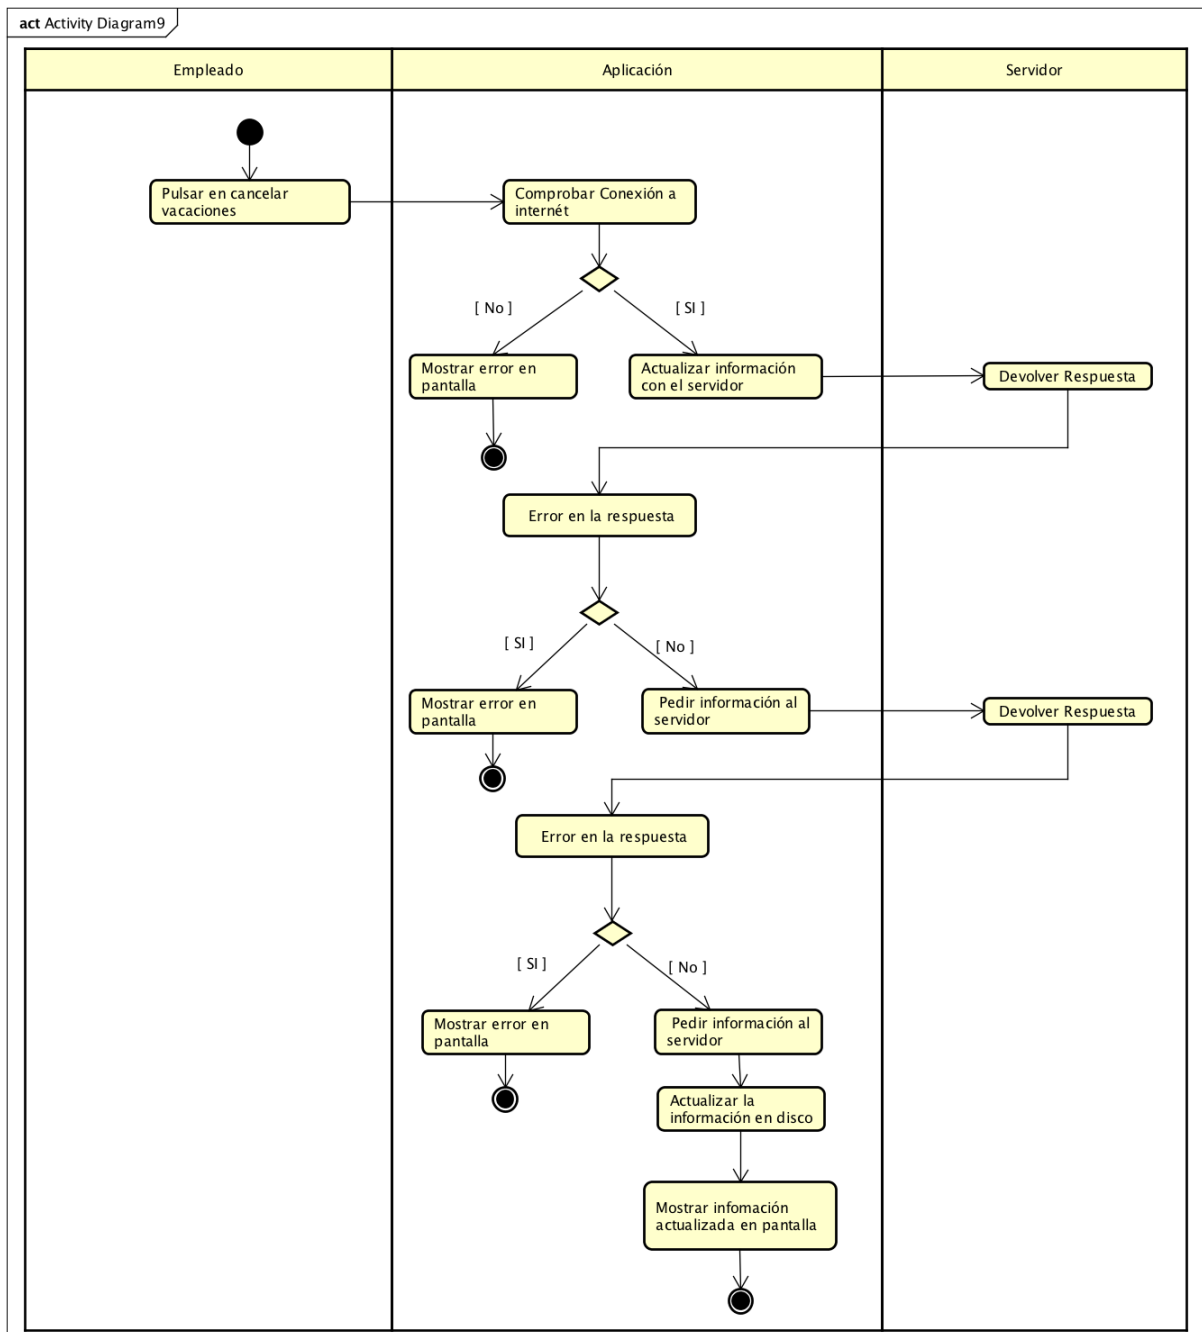 act Activity Diagram9
Empleado
Aplicación
Servidor
Pulsar en cancelar
vacaciones
Comprobar Conexión a
internét
[ No ]
[ SI ]
Mostrar error en
pantalla
Actualizar información
con el servidor
Devolver Respuesta
Error en la respuesta
[ SI ]
[ No ]
Mostrar error en
pantalla
Pedir información al
servidor
Devolver Respuesta
Error en la respuesta
[ SI ]
[ No ]
Mostrar error en
pantalla
Pedir información al
servidor
Actualizar la
información en disco
Mostrar infomación
actualizada en pantalla